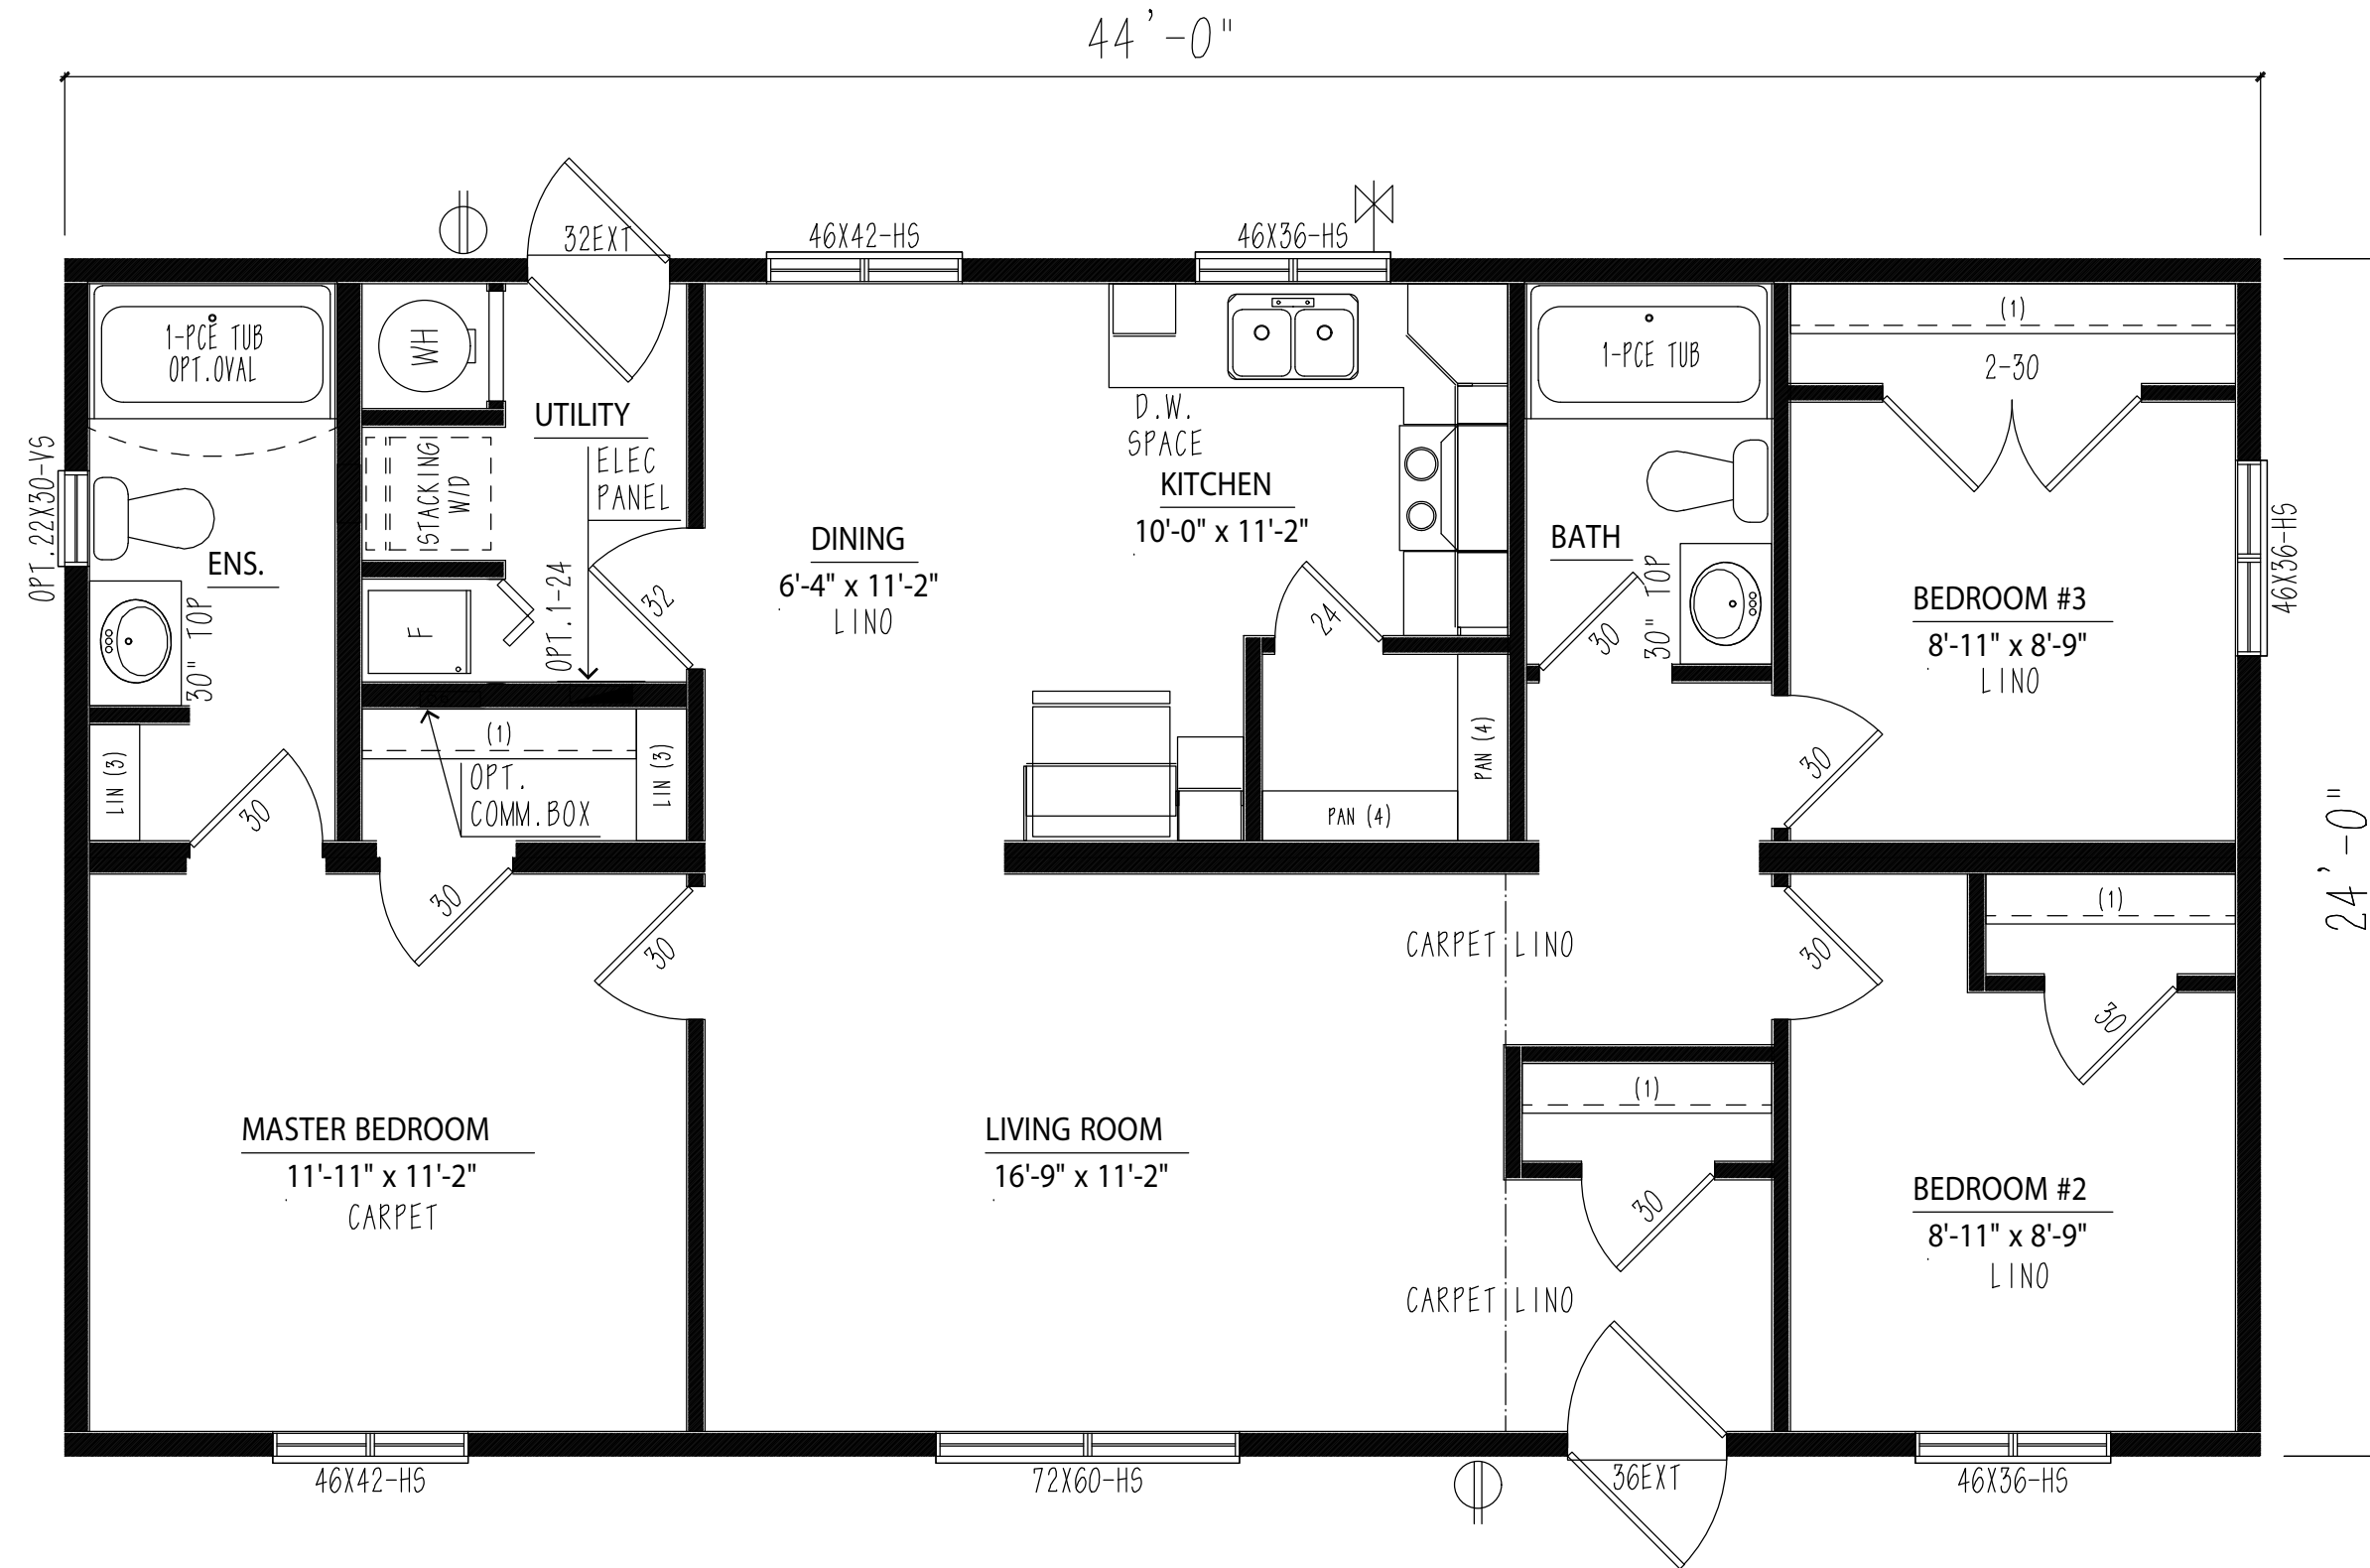 44'-0"
32EXT
46X42-HS
46X36-HS
1-PCE TUB
OPT.OVAL
WH
UTILITY
ELEC
PANEL
STACKING
W/D
OPT.22X30-VS
ENS.
30" TOP
F
OPT.1-24
32
LIN (3)
30
(1)
OPT.
COMM.BOX
LIN (3)
DINING
6'-4" x 11'-2"
LINO
D.W.
SPACE
KITCHEN
10'-0" x 11'-2"
24
PAN (4)
PAN (4)
1-PCE TUB
BATH
30" TOP
30
(1)
2-30
BEDROOM #3
8'-11" x 8'-9"
LINO
46X36-HS
30
24'-0"
30
30
MASTER BEDROOM
11'-11" x 11'-2"
CARPET
46X42-HS
LIVING ROOM
16'-9" x 11'-2"
72X60-HS
CARPET LINO
(1)
30
CARPET LINO
36EXT
30
(1)
30
BEDROOM #2
8'-11" x 8'-9"
LINO
46X36-HS